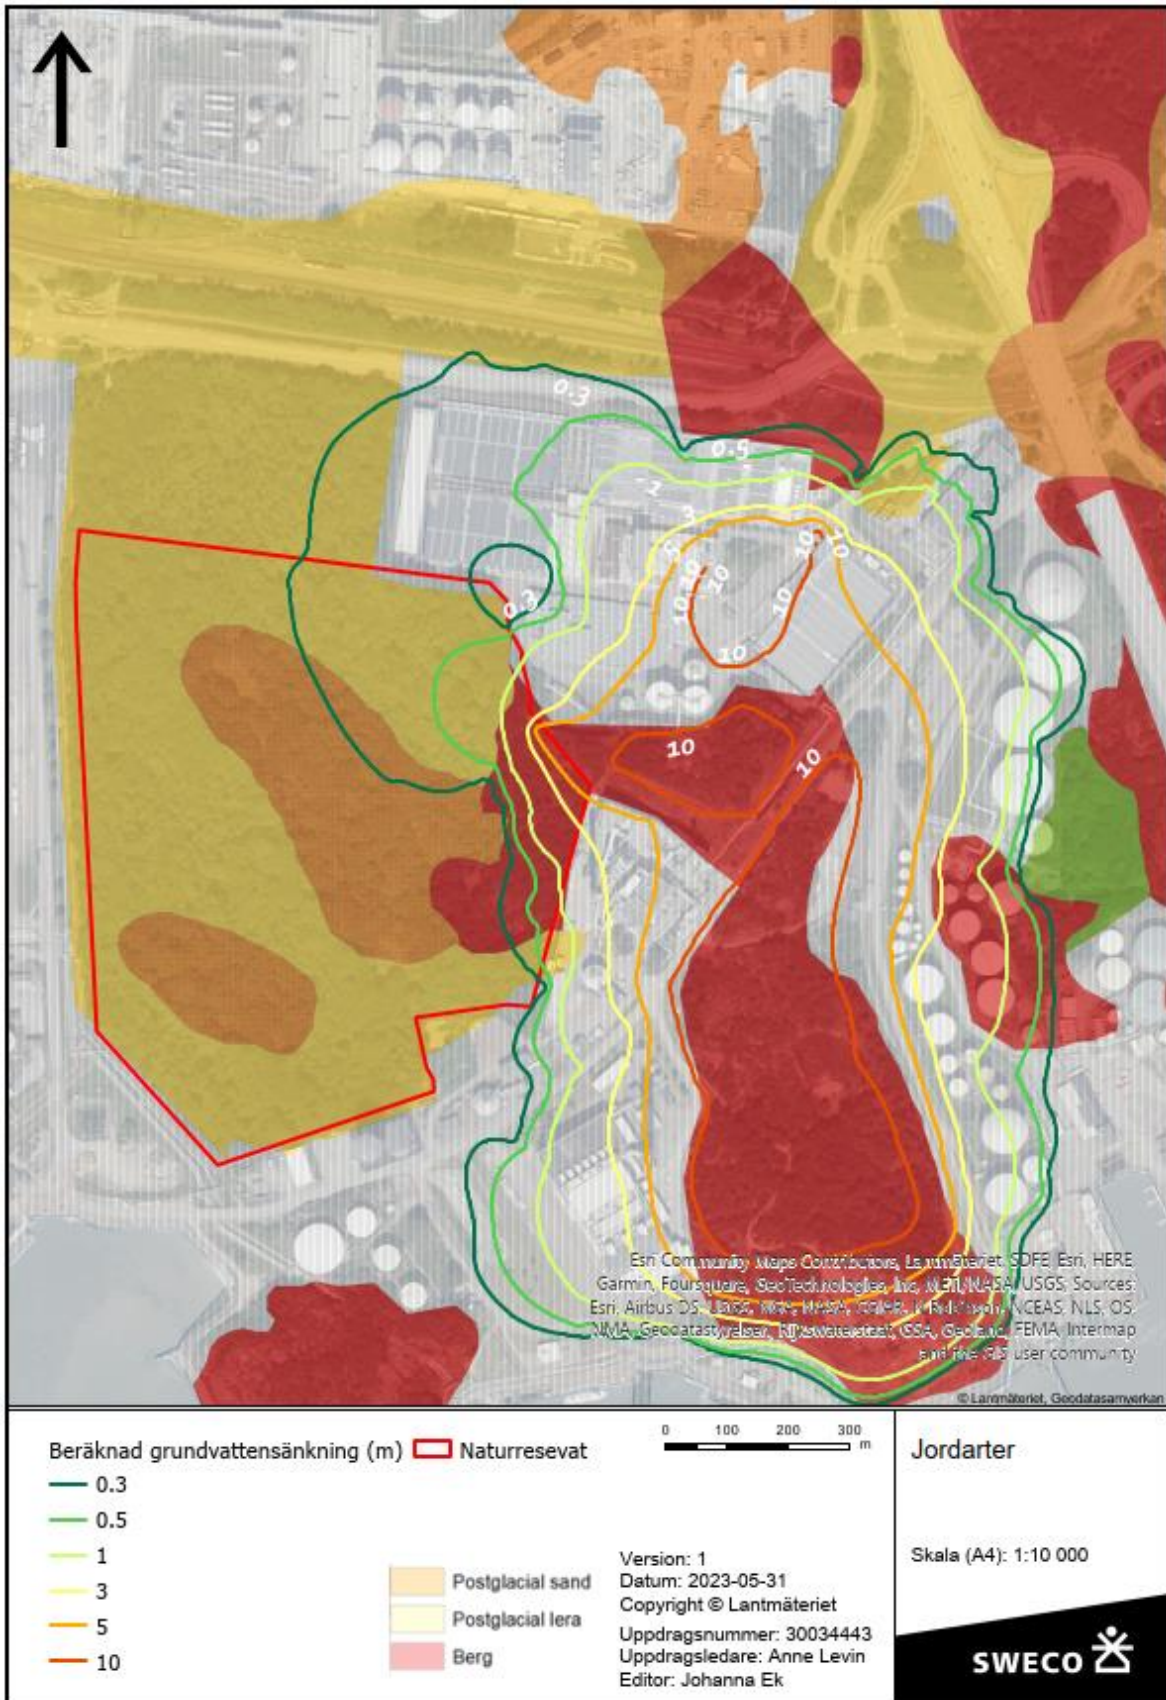 0.3
0.5
1
3
5
10
10
10
10
10
10
10
10
0.3
0.3
10
10
Esri Community Maps Contributors, Lantmäteriet, SDFE, Esri, HERE,
Garmin, Foursquare, GeoTechnologies, Inc, METI/NASA, USGS, Sources:
Esri, Airbus DS, USGS, NGA, NASA, CGIAR, N Robinson, NCEAS, NLS, OS,
NMA, Geodatastyrelsen, Rijkswaterstaat, GSA, Geoland, FEMA, Intermap
and the GIS user community
© Lantmäteriet, Geodatasamverkan
Beräknad grundvattensänkning (m)
0.3
0.5
1
3
5
10
Naturresevat
Postglacial sand
Postglacial lera
Berg
0 100 200 300
m
Version: 1
Datum: 2023-05-31
Copyright © Lantmäteriet
Uppdragsnummer: 30034443
Uppdragsledare: Anne Levin
Editor: Johanna Ek
Jordarter
Skala (A4): 1:10 000
SWECO